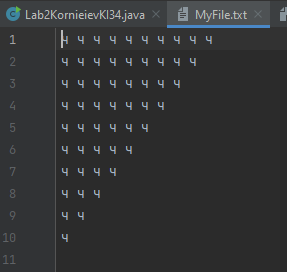 Lab2KornieievKI34.java MyFile.txt
1 ч ч ч ч ч ч ч ч ч ч
2 ч ч ч ч ч ч ч ч ч
3 ч ч ч ч ч ч ч ч
4 ч ч ч ч ч ч ч
5 ч ч ч ч ч ч
6 ч ч ч ч ч
7 ч ч ч ч
8 ч ч ч
9 ч ч
10 ч
11